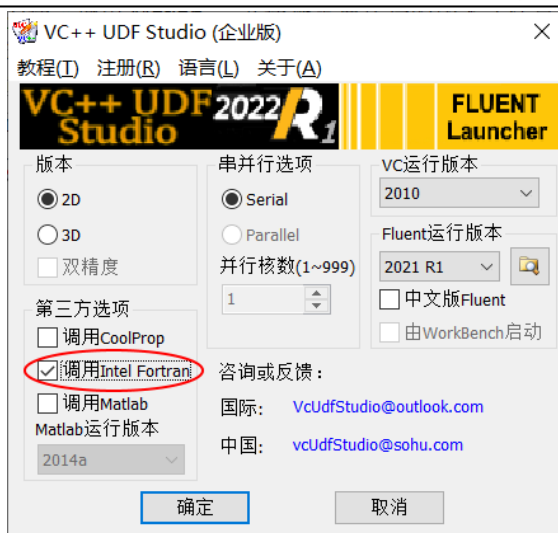 VC++ UDF Studio (企业版)
教程(T) 注册(R) 语言(L) 关于(A)
VC++ UDF Studio 2022R1
FLUENT Launcher
版本
2D
3D
双精度
第三方选项
调用CoolProp
调用Intel Fortran
调用Matlab
Matlab运行版本
2014a
串并行选项
Serial
Parallel
并行核数(1~999)
1
VC运行版本
2010
Fluent运行版本
2021 R1
中文版Fluent
由WorkBench启动
咨询或反馈：
国际: VcUdfStudio@outlook.com
中国: vcUdfStudio@sohu.com
确定
取消